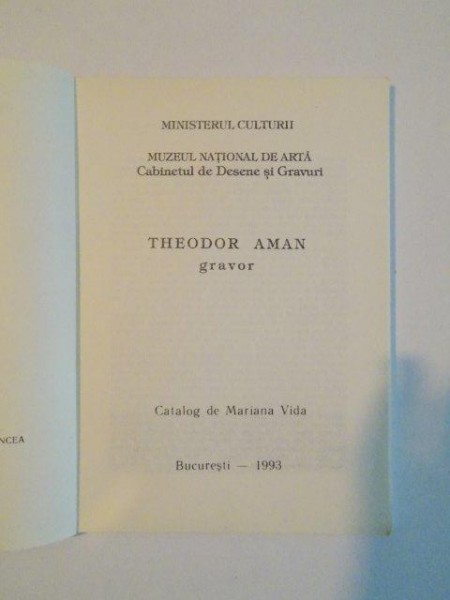 MINISTERUL CULTURII
MUZEUL NAȚIONAL DE ARTĂ
Cabinetul de Desene și Gravuri
THEODOR AMAN
gravor
Catalog de Mariana Vida
București — 1993
NCEA